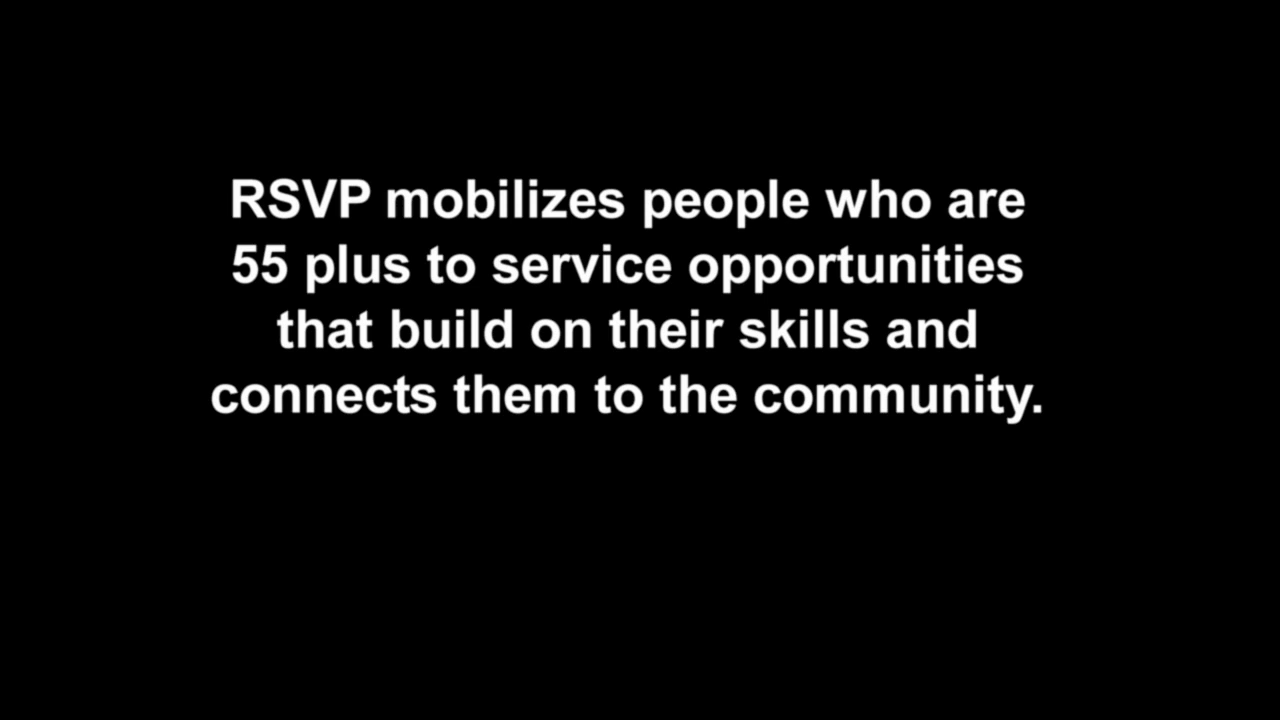 RSVP mobilizes people who are
55 plus to service opportunities
that build on their skills and
connects them to the community.